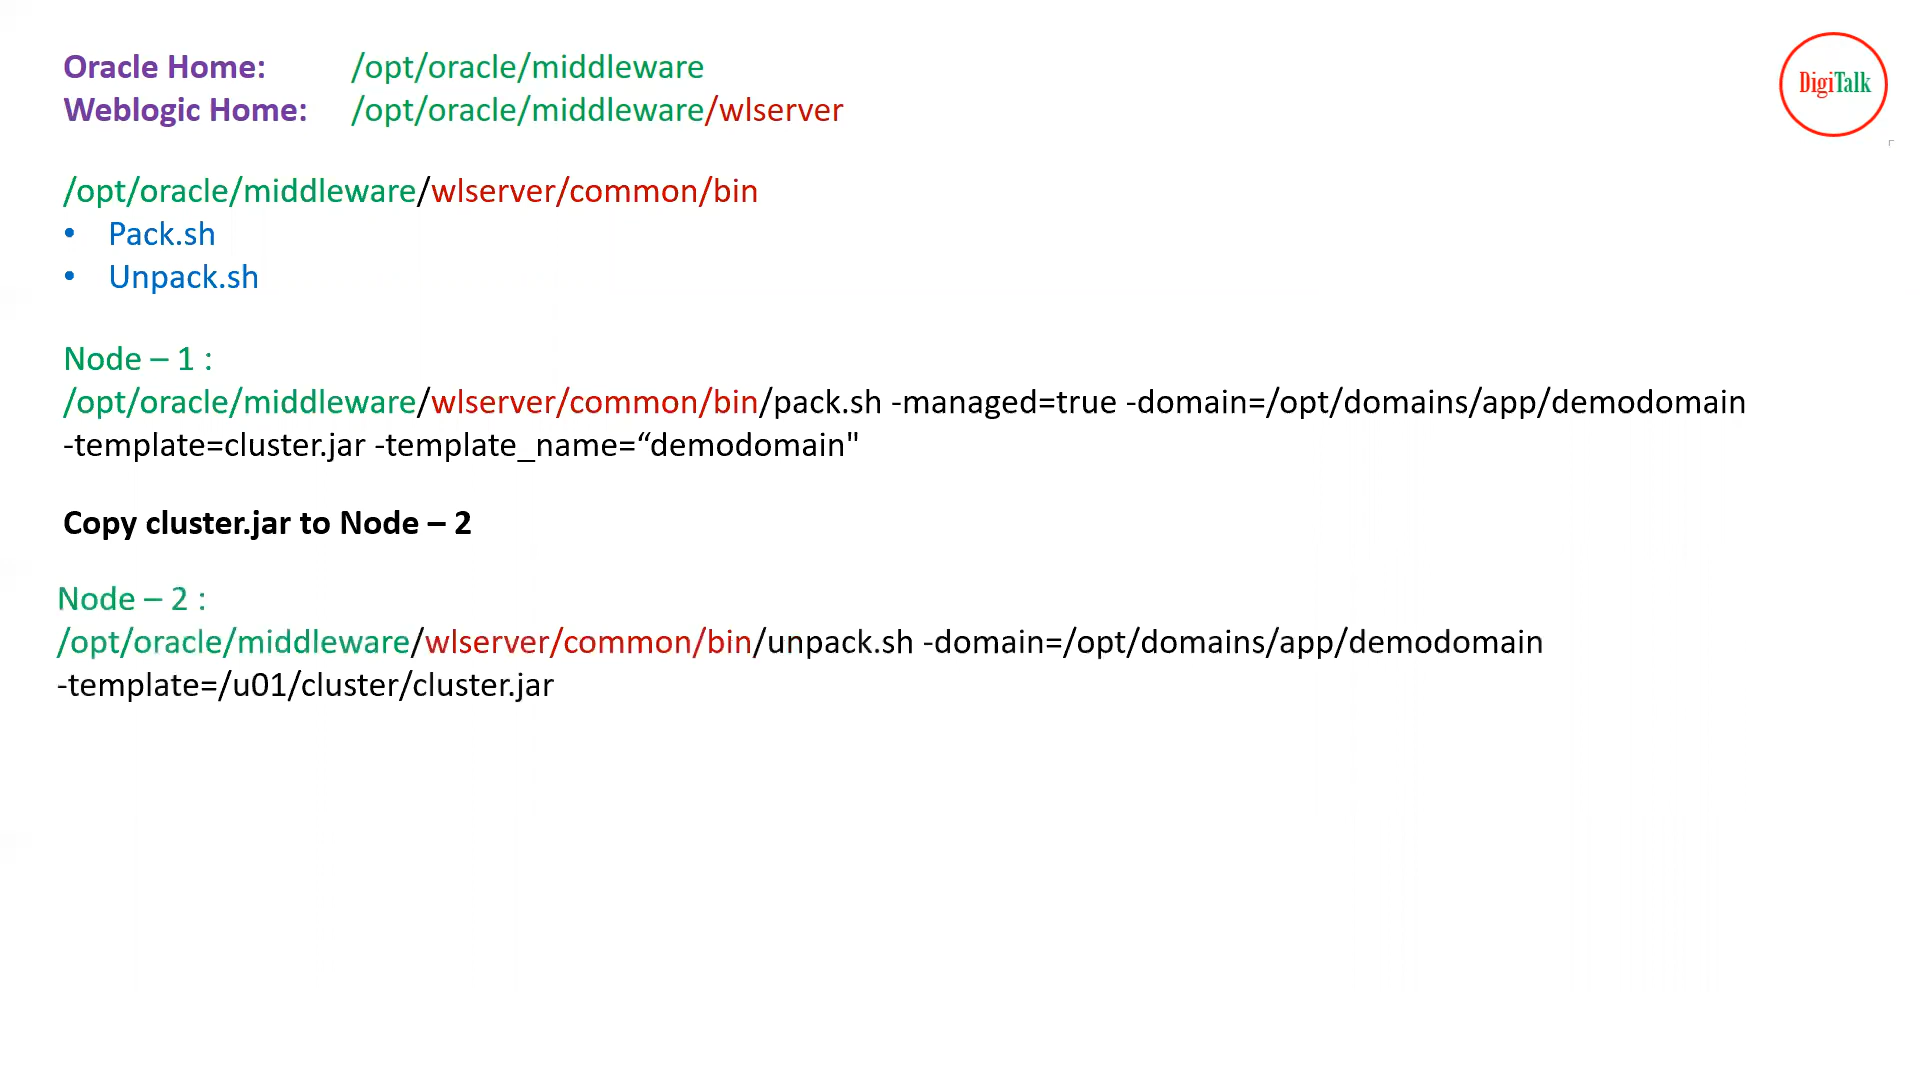 Oracle Home: /opt/oracle/middleware
DigiTalk
Weblogic Home: /opt/oracle/middleware/wlserver
/opt/oracle/middleware/wlserver/common/bin
• Pack.sh
• Unpack.sh
Node – 1 :
/opt/oracle/middleware/wlserver/common/bin/pack.sh -managed=true -domain=/opt/domains/app/demodomain
-template=cluster.jar -template_name=“demodomain"
Copy cluster.jar to Node – 2
Node – 2 :
/opt/oracle/middleware/wlserver/common/bin/unpack.sh -domain=/opt/domains/app/demodomain
-template=/u01/cluster/cluster.jar